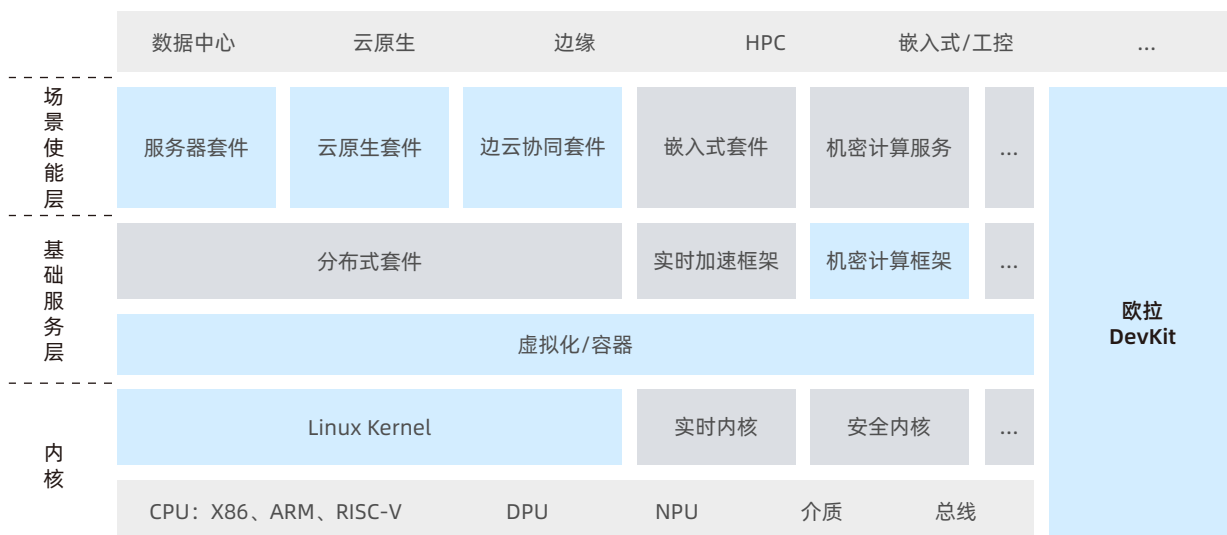 数据中心 云原生 边缘 HPC 嵌入式/工控 ...
场景使能层
服务器套件 云原生套件 边云协同套件 嵌入式套件 机密计算服务 ...
基础服务层
分布式套件 实时加速框架 机密计算框架 ...
虚拟化/容器
欧拉
DevKit
内核
Linux Kernel 实时内核 安全内核 ...
CPU：X86、ARM、RISC-V DPU NPU 介质 总线